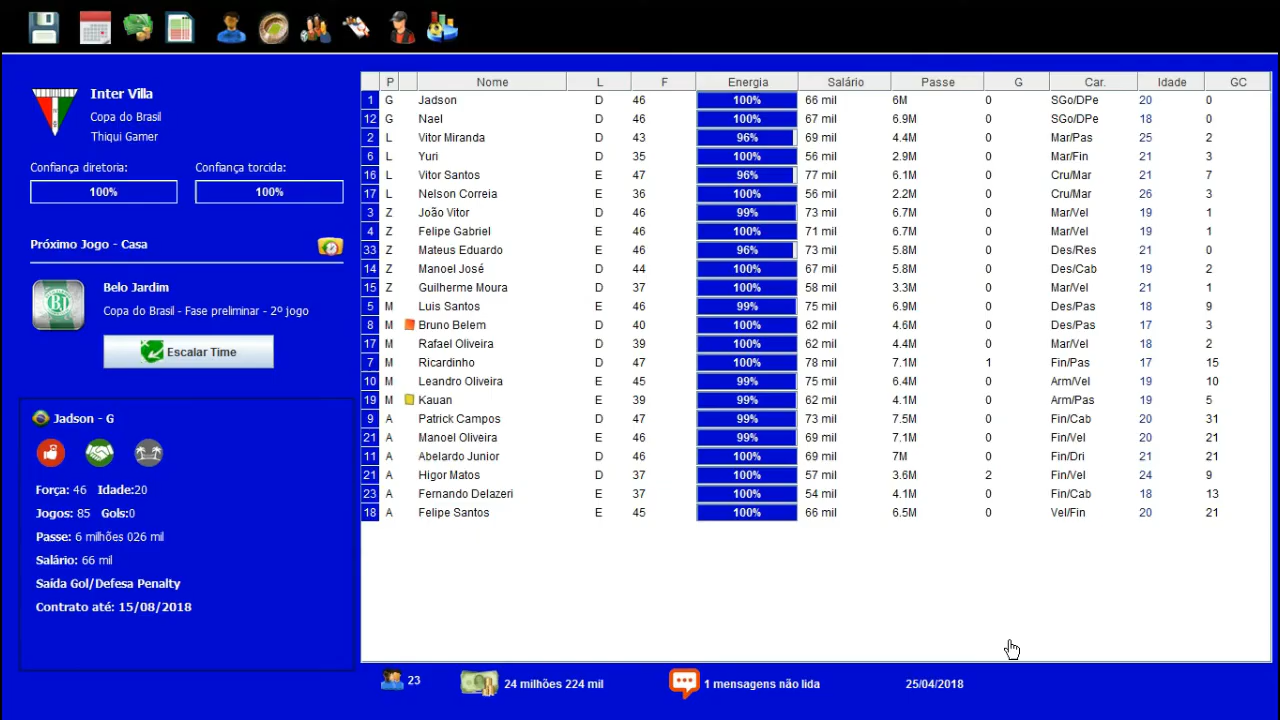 Inter Villa
Copa do Brasil
Thiqui Gamer
Confiança diretoria: Confiança torcida:
100% 100%
Próximo Jogo - Casa
Belo Jardim
Copa do Brasil - Fase preliminar - 2º jogo
Escalar Time
Jadson - G
Força: 46 Idade:20
Jogos: 85 Gols:0
Passe: 6 milhões 026 mil
Salário: 66 mil
Saída Gol/Defesa Penalty
Contrato até: 15/08/2018
P Nome L F Energia Salário Passe G Car. Idade GC
1 G Jadson D 46 100% 66 mil 6M 0 SGo/DPe 20 0
12 G Nael D 46 100% 67 mil 6.9M 0 SGo/DPe 18 0
2 L Vitor Miranda D 43 96% 69 mil 4.4M 0 Mar/Pas 25 2
6 L Yuri D 35 100% 56 mil 2.9M 0 Mar/Fin 21 3
16 L Vitor Santos E 47 96% 77 mil 6.1M 0 Cru/Mar 21 7
17 L Nelson Correia E 36 100% 56 mil 2.2M 0 Cru/Mar 26 3
3 Z João Vitor D 46 99% 73 mil 6.7M 0 Mar/Vel 19 1
4 Z Felipe Gabriel D 46 100% 71 mil 6.7M 0 Mar/Vel 19 1
33 Z Mateus Eduardo E 46 96% 73 mil 5.8M 0 Des/Res 21 0
14 Z Manoel José D 44 100% 67 mil 5.8M 0 Des/Cab 19 2
15 Z Guilherme Moura D 37 100% 58 mil 3.3M 0 Mar/Vel 21 1
5 M Luis Santos E 46 99% 75 mil 6.9M 0 Des/Pas 18 9
8 M Bruno Belem D 40 100% 62 mil 4.6M 0 Des/Pas 17 3
17 M Rafael Oliveira D 39 100% 62 mil 4.4M 0 Mar/Vel 18 2
7 M Ricardinho D 47 100% 78 mil 7.1M 1 Fin/Pas 17 15
10 M Leandro Oliveira E 45 99% 75 mil 6.4M 0 Arm/Vel 19 10
19 M Kauan E 39 99% 62 mil 4.1M 0 Arm/Pas 19 5
9 A Patrick Campos D 47 99% 73 mil 7.5M 0 Fin/Cab 20 31
21 A Manoel Oliveira E 46 99% 69 mil 7.1M 0 Fin/Vel 20 21
11 A Abelardo Junior D 46 100% 69 mil 7M 0 Fin/Dri 21 21
21 A Higor Matos D 37 100% 57 mil 3.6M 2 Fin/Vel 24 9
23 A Fernando Delazeri E 37 100% 54 mil 4.1M 0 Fin/Cab 18 13
18 A Felipe Santos E 45 100% 66 mil 6.5M 0 Vel/Fin 20 21
23 24 milhões 224 mil 1 mensagens não lida 25/04/2018